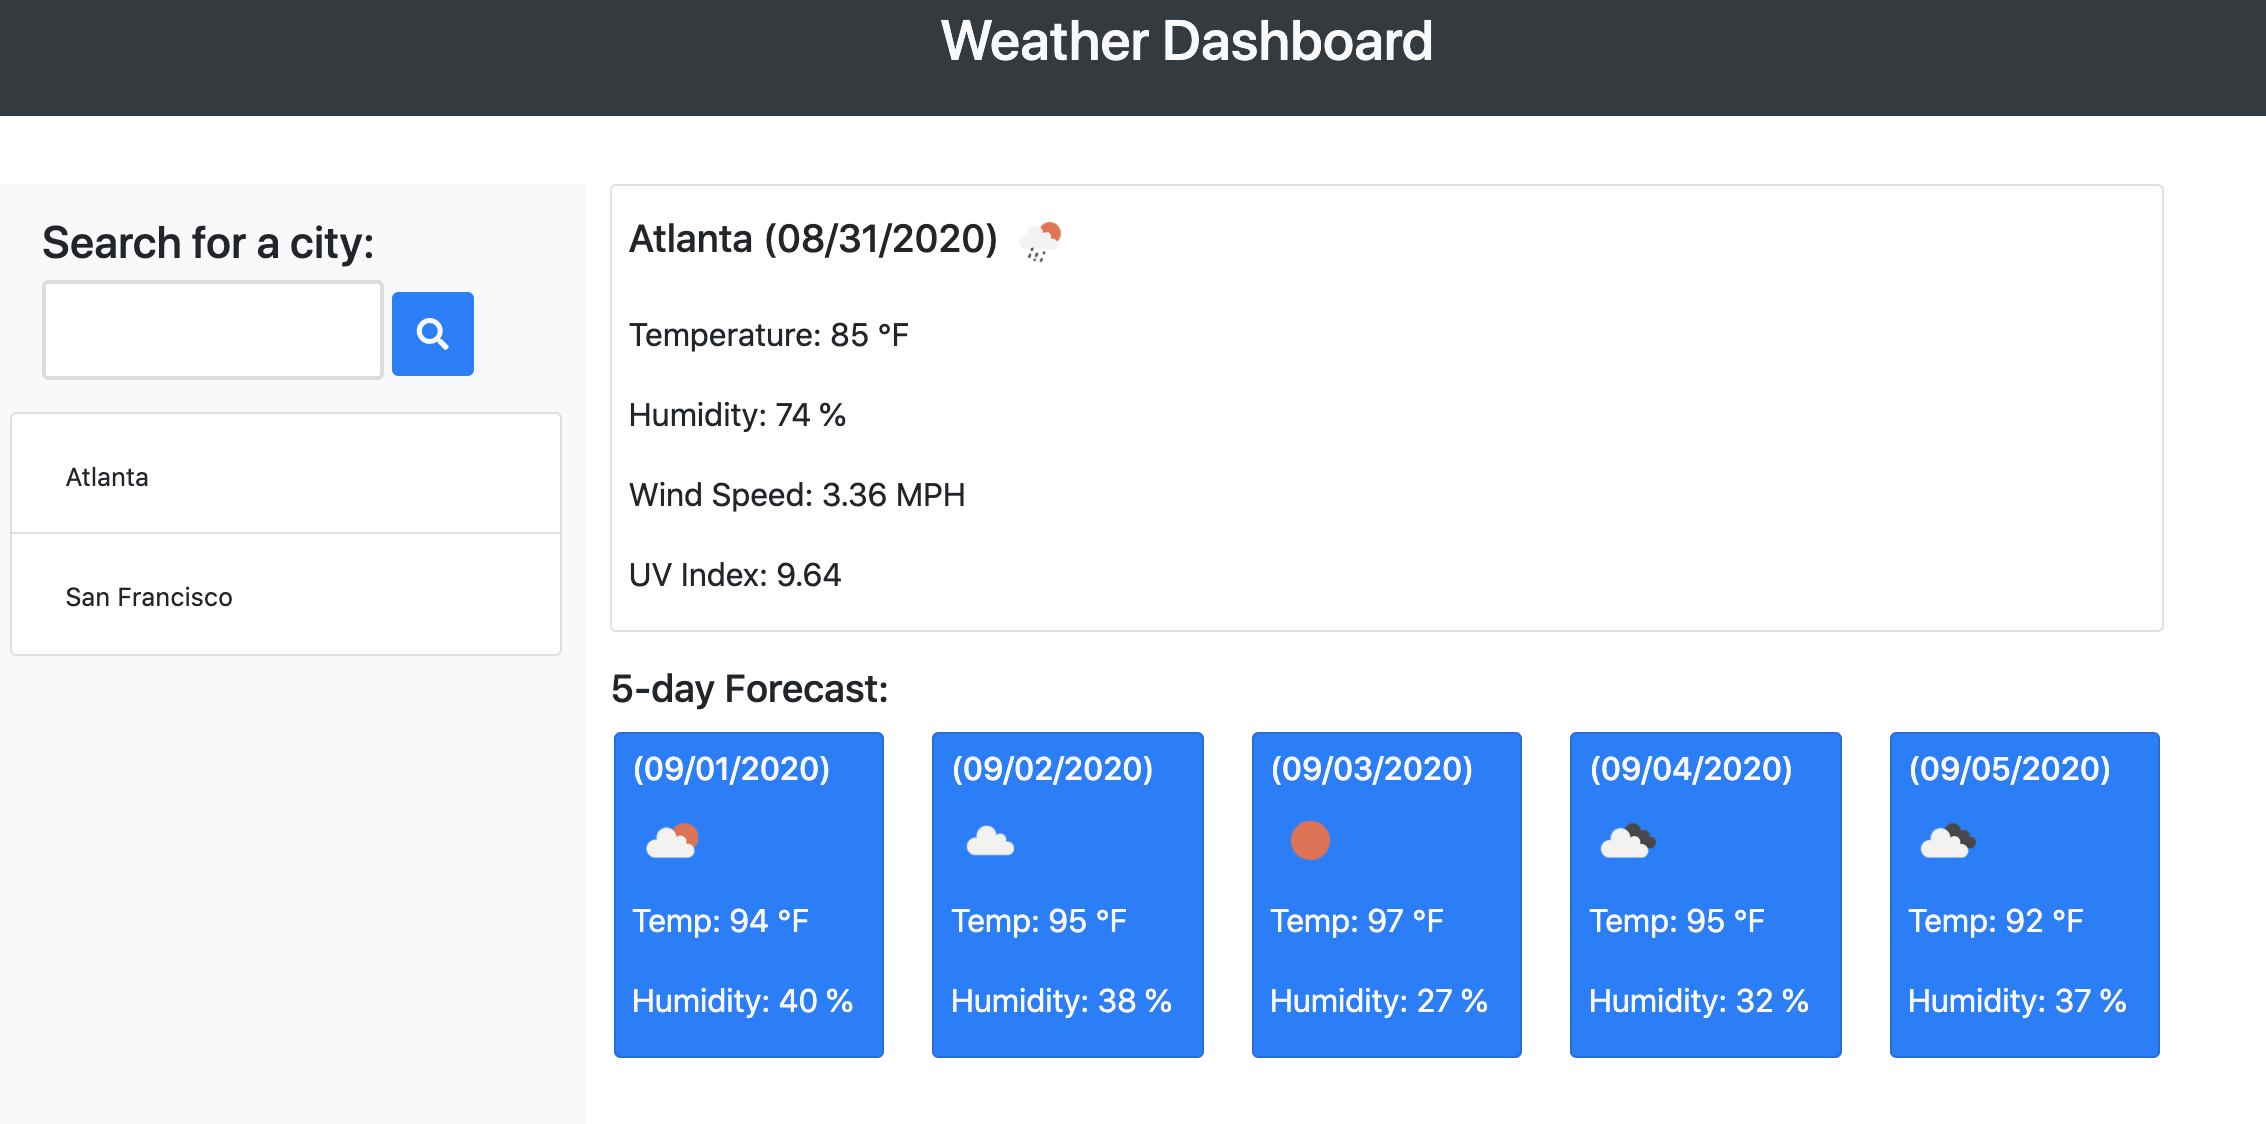 Weather Dashboard
Search for a city:
Atlanta
San Francisco
Atlanta (08/31/2020)
Temperature: 85 °F
Humidity: 74 %
Wind Speed: 3.36 MPH
UV Index: 9.64
5-day Forecast:
(09/01/2020)
Temp: 94 °F
Humidity: 40 %
(09/02/2020)
Temp: 95 °F
Humidity: 38 %
(09/03/2020)
Temp: 97 °F
Humidity: 27 %
(09/04/2020)
Temp: 95 °F
Humidity: 32 %
(09/05/2020)
Temp: 92 °F
Humidity: 37 %